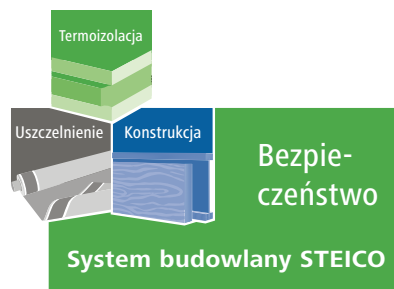 Termoizolacja
Uszczelnienie
Konstrukcja
Bezpie-
czeństwo
System budowlany STEICO